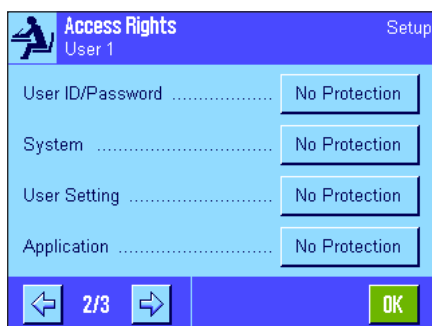 Access Rights Setup
User 1
User ID/Password .................. No Protection
System ............................... No Protection
User Setting ......................... No Protection
Application ........................... No Protection
2/3 OK